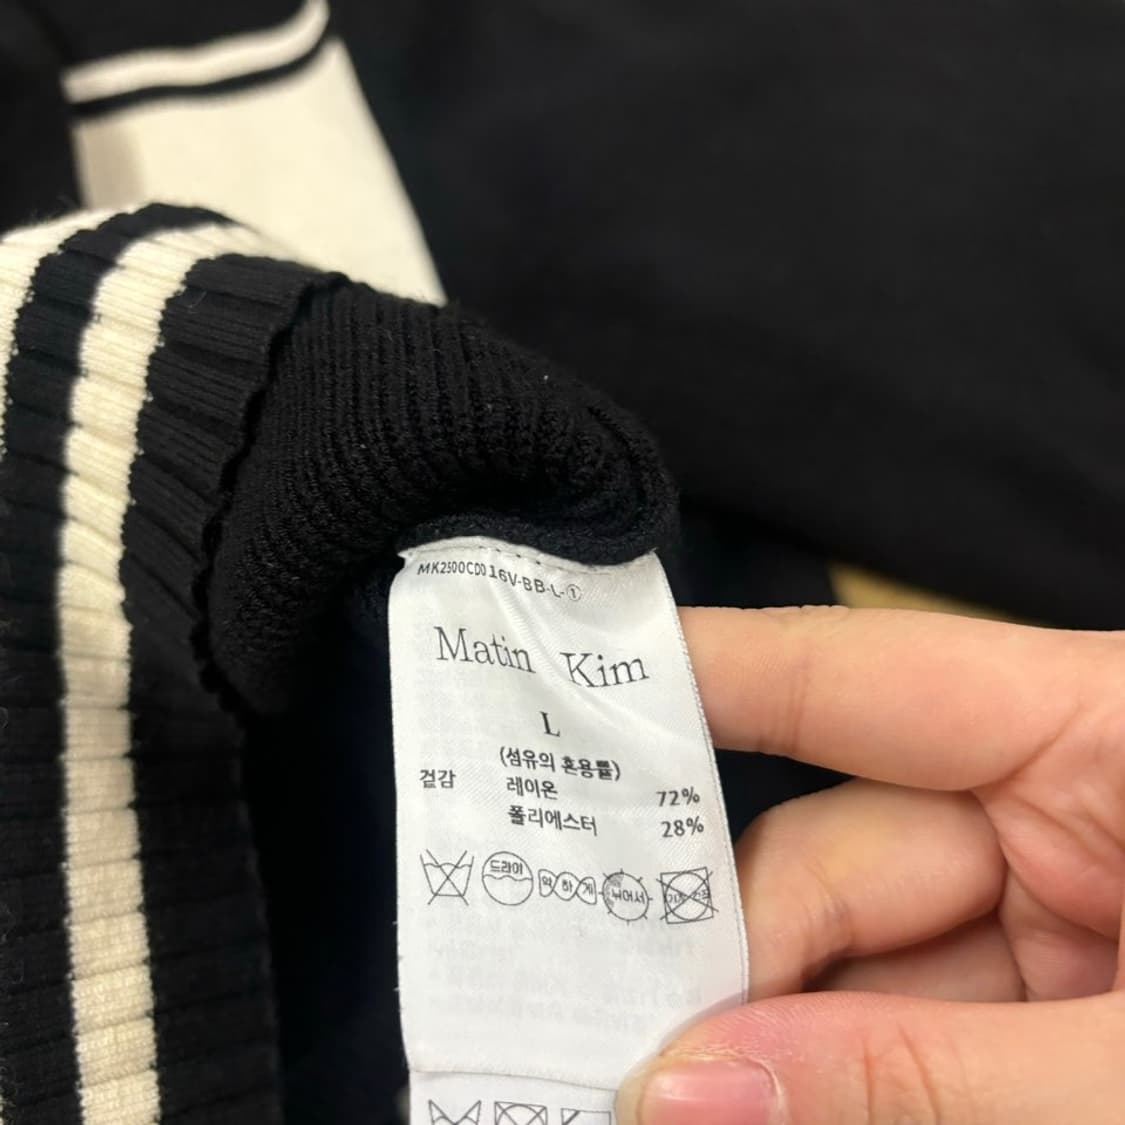 MK2500CD016V-BB-L-①
Matin Kim
L
(섬유의 혼용률)
겉감 레이온 72%
폴리에스터 28%
드라이 약하게 뉘어서